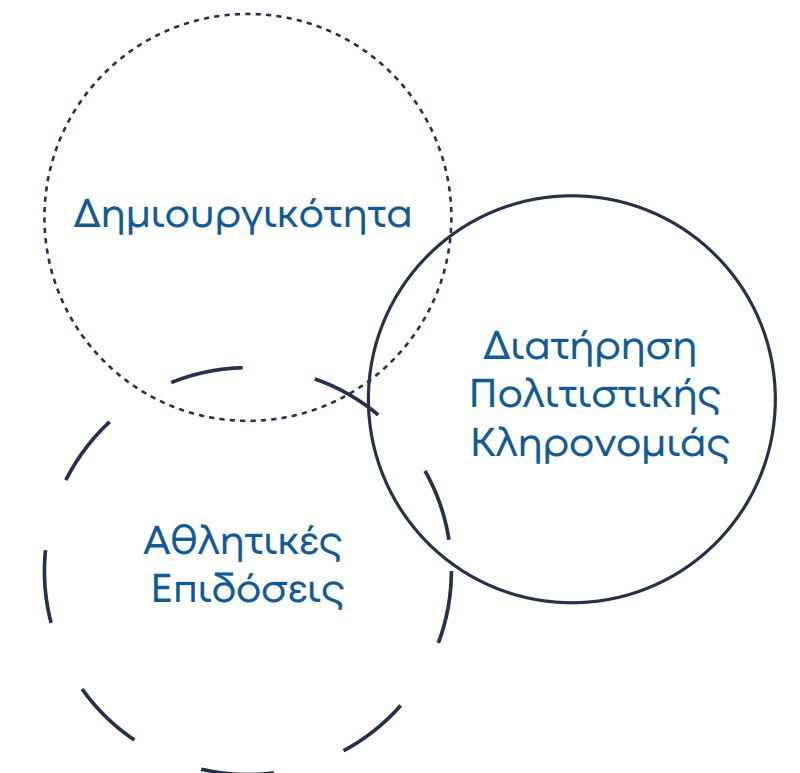 Δημιουργικότητα
Διατήρηση
Πολιτιστικής
Κληρονομιάς
Αθλητικές
Επιδόσεις